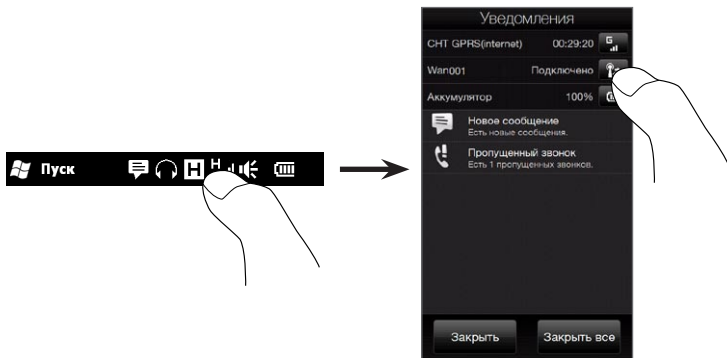 Пуск
H
H
Уведомления
CHT GPRS(internet) 00:29:20 G
Wan001 Подключено
Аккумулятор 100%
Новое сообщение
Есть новые сообщения.
Пропущенный звонок
Есть 1 пропущенных звонков.
Закрыть Закрыть все